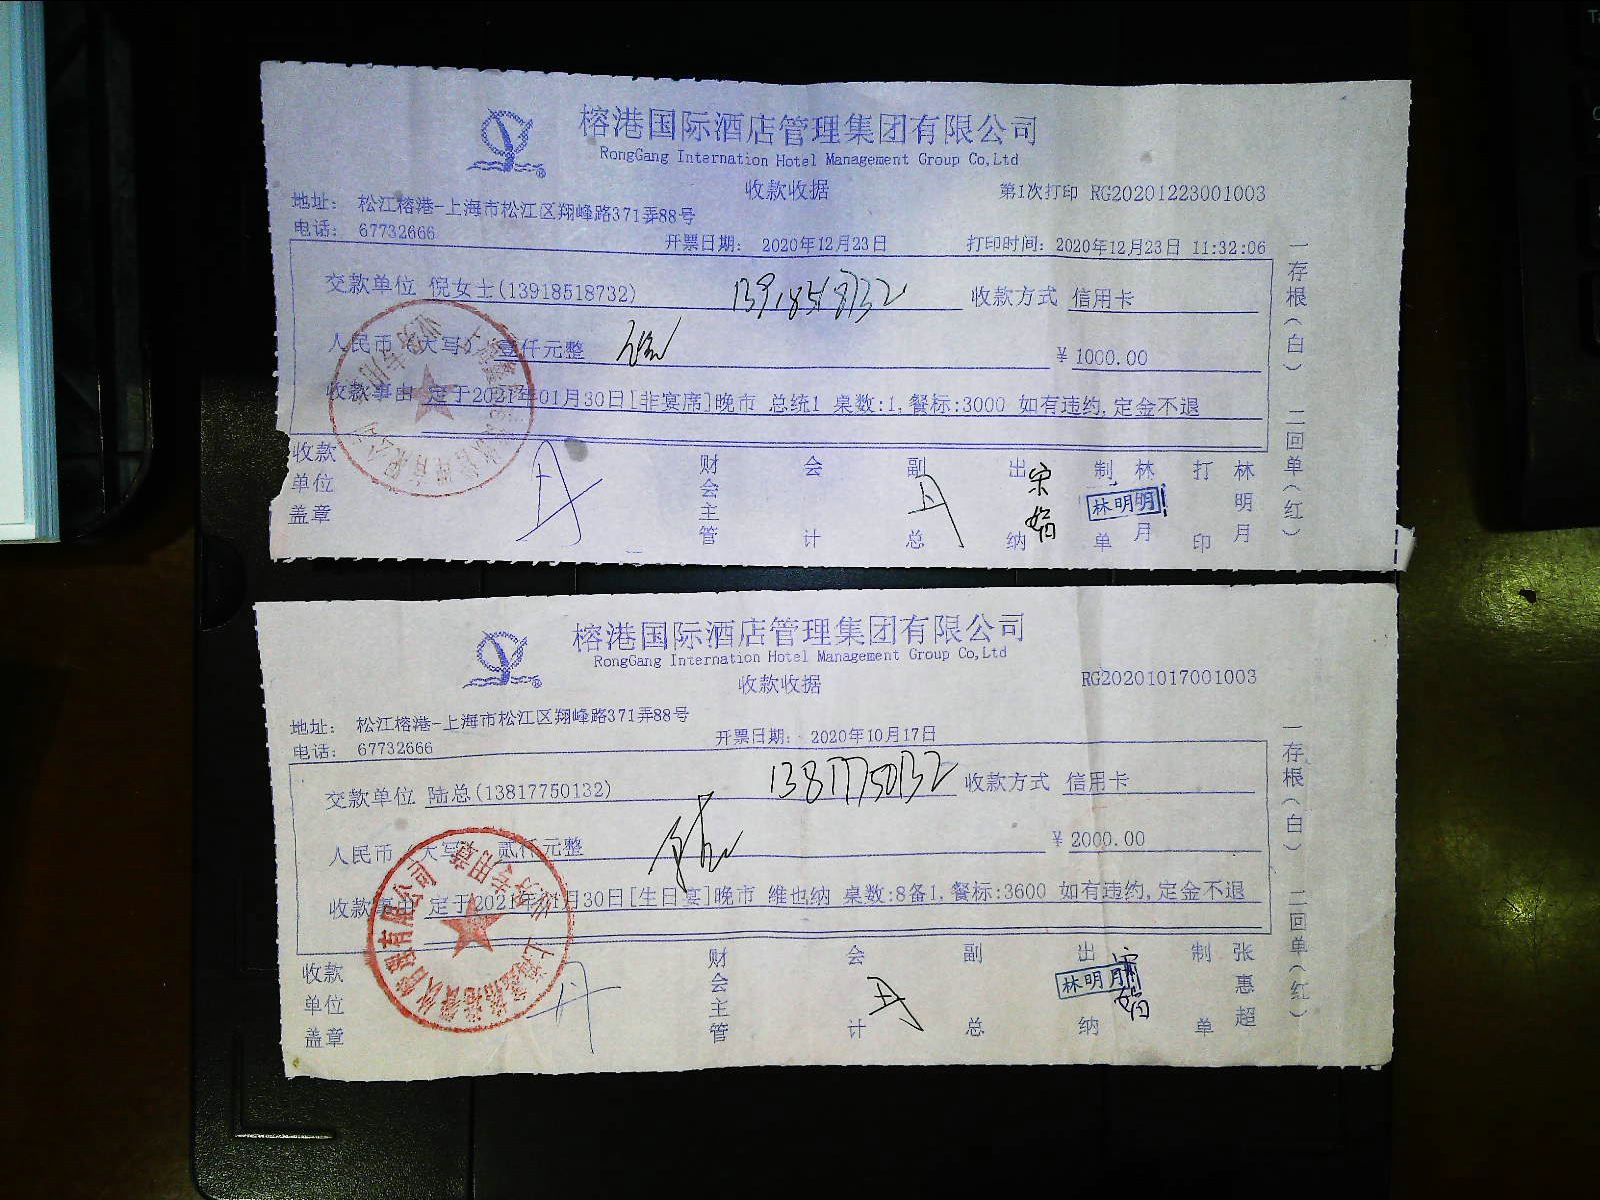 榕港国际酒店管理集团有限公司
RongGang Internation Hotel Management Group Co,Ltd
收款收据
第1次打印 RG20201223001003
地址: 松江榕港-上海市松江区翔峰路371弄88号
电话: 67732666
开票日期: 2020年12月23日
打印时间: 2020年12月23日 11:32:06
交款单位 倪女士(13918518732) 13918518732 收款方式 信用卡
人民币(大写) 壹仟元整 ¥ 1000.00
收款事由 定于2021年01月30日[非宴席]晚市 总统1 桌数:1,餐标:3000 如有违约,定金不退
收款单位盖章 财会主管 会计 副总 出纳 宋娟 制单 林明月 林明明 打印 林明月
一存根(白) 二回单(红)
榕港国际酒店管理集团有限公司
RongGang Internation Hotel Management Group Co,Ltd
收款收据
RG20201017001003
地址: 松江榕港-上海市松江区翔峰路371弄88号
电话: 67732666
开票日期: 2020年10月17日
交款单位 陆总(13817750132) 13817750132 收款方式 信用卡
人民币 大写 贰仟元整 ¥ 2000.00
收款事由 定于2021年01月30日[生日宴]晚市 维也纳 桌数:8备1,餐标:3600 如有违约,定金不退
收款单位盖章 财会主管 会计 副总 出纳 林明月 宋娟 制单 张惠超
一存根(白) 二回单(红)